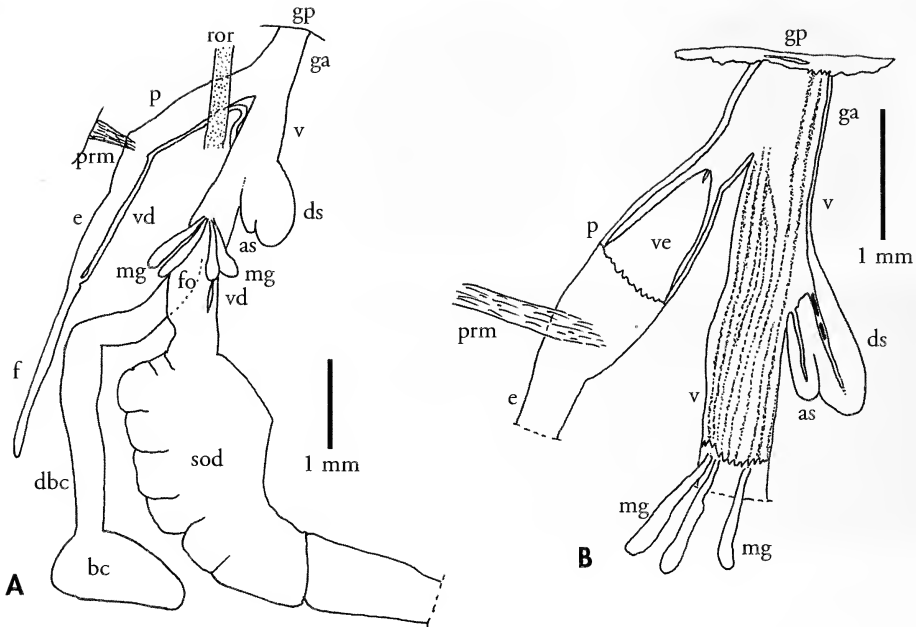 gp
ror
ga
p
v
prm
e
vd
ds
as
mg
mg
fo
vd
f
sod
1 mm
dbc
bc
A
gp
ga
1 mm
v
p
ve
prm
ds
v
e
as
mg
mg
B